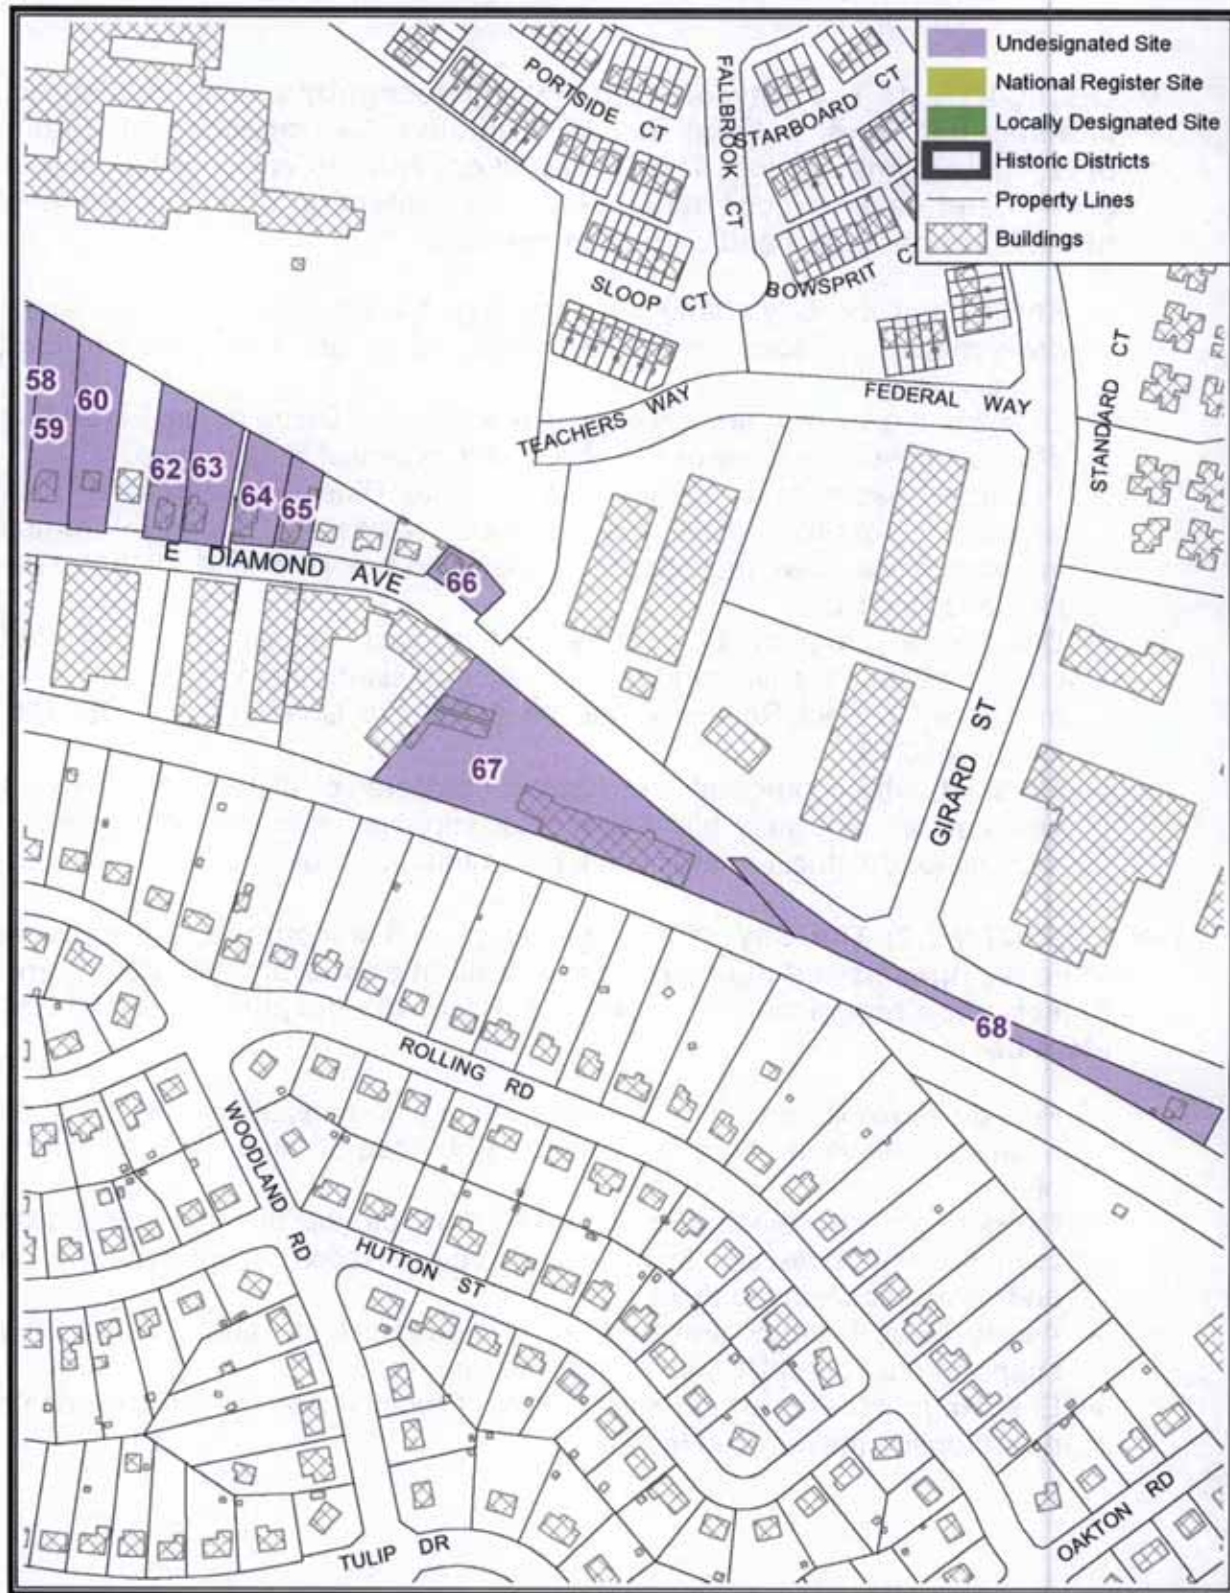 Undesignated Site
National Register Site
Locally Designated Site
Historic Districts
Property Lines
Buildings
PORTSIDE CT
FALLBROOK CT
STARBOARD CT
SLOOP CT
BOWSPRIT
STANDARD CT
TEACHERS WAY
FEDERAL WAY
58
59
60
62
63
64
65
66
E DIAMOND AVE
67
GIRARD ST
68
ROLLING RD
WOODLAND RD
HUTTON ST
TULIP DR
OAKTON RD